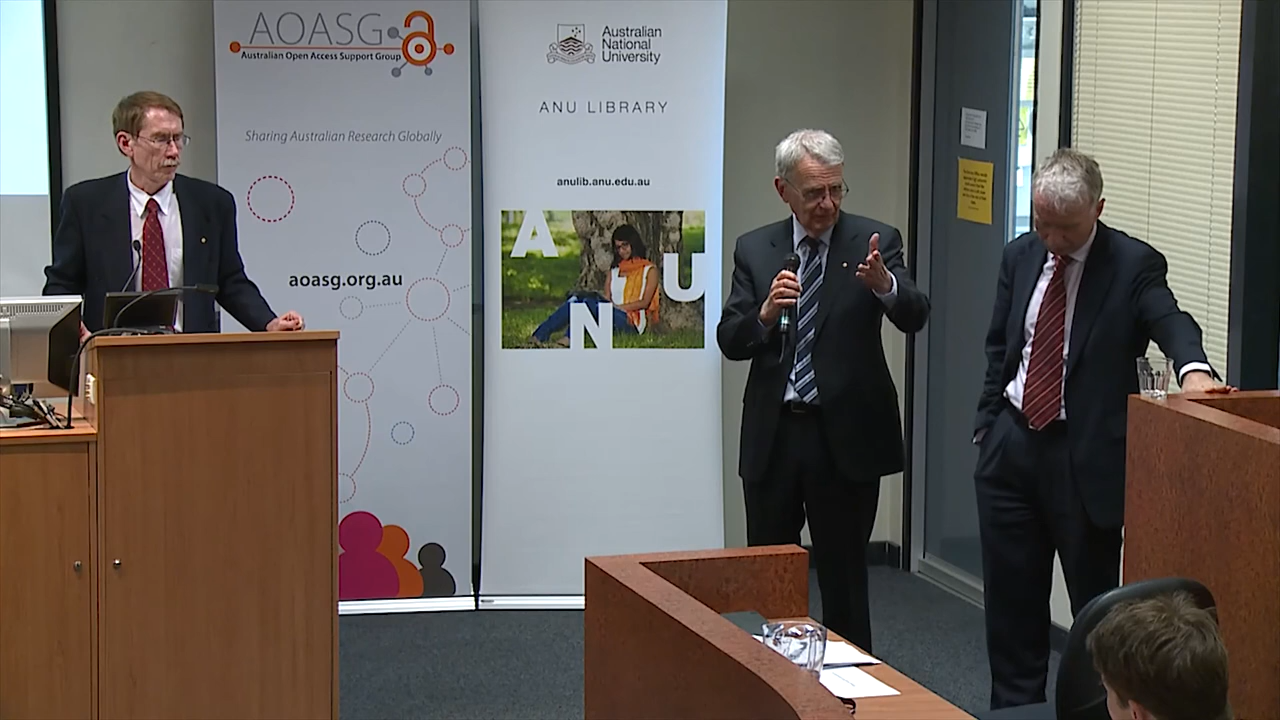 AOASG
Australian Open Access Support Group
Sharing Australian Research Globally
aoasg.org.au
Australian
National
University
ANU LIBRARY
anulib.anu.edu.au
A
N
U